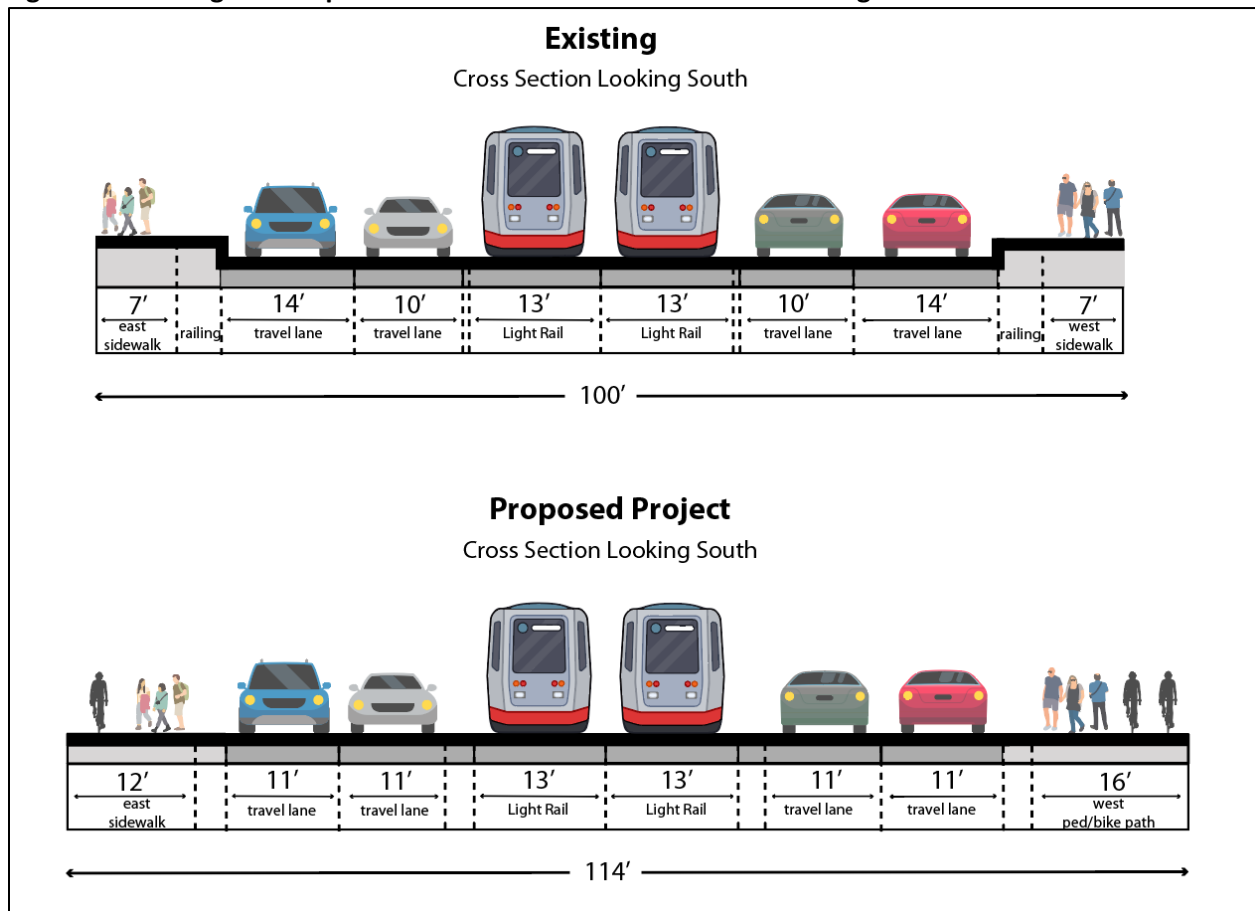 Existing
Cross Section Looking South
7’ 14’ 10’ 13’ 13’ 10’ 14’ 7’
east sidewalk railing travel lane travel lane Light Rail Light Rail travel lane travel lane railing west sidewalk
100’
Proposed Project
Cross Section Looking South
12’ 11’ 11’ 13’ 13’ 11’ 11’ 16’
east sidewalk travel lane travel lane Light Rail Light Rail travel lane travel lane west ped/bike path
114’